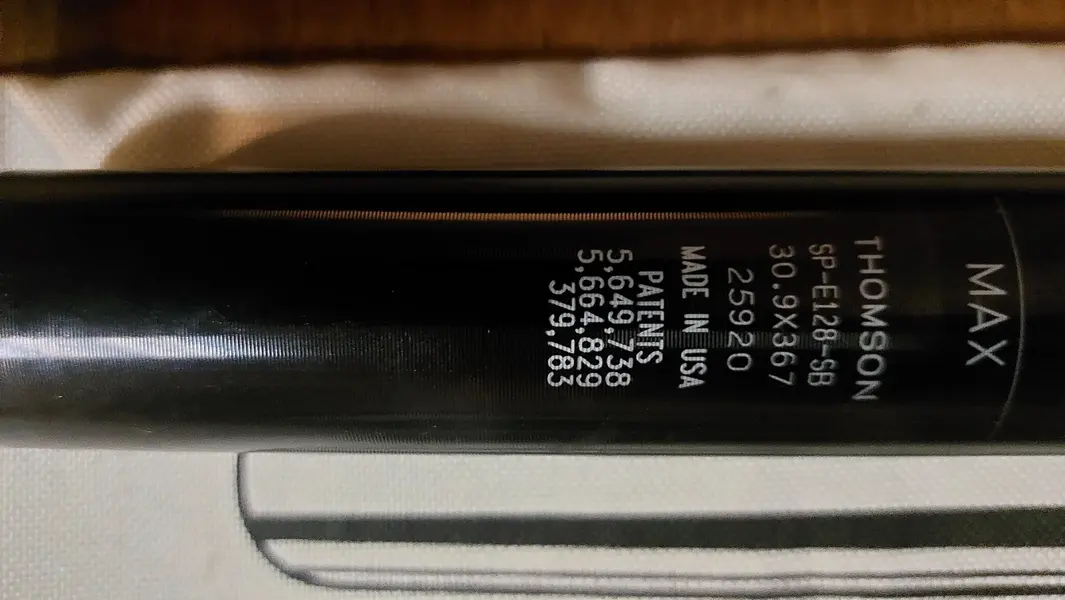 MAX
THOMSON
SP-E128-SB
30.9X367
25920
MADE IN USA
PATENTS
5,649,738
5,664,829
379,783